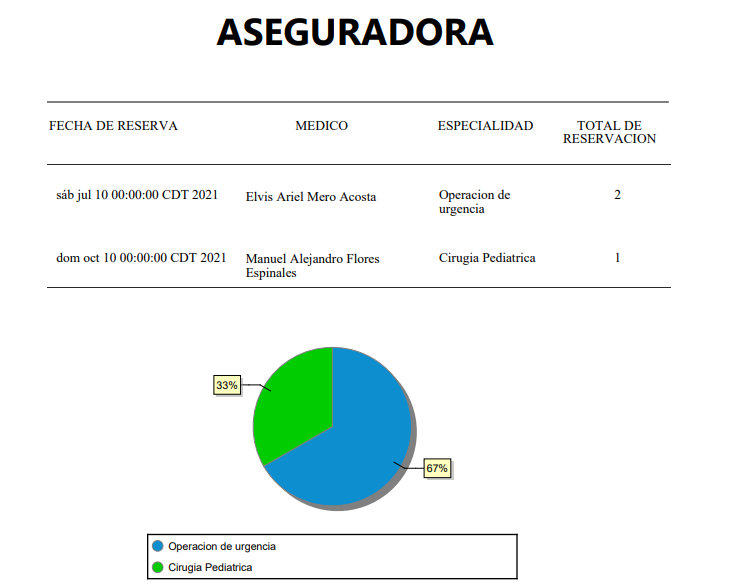 ASEGURADORA
FECHA DE RESERVA MEDICO ESPECIALIDAD TOTAL DE
RESERVACION
sáb jul 10 00:00:00 CDT 2021 Elvis Ariel Mero Acosta Operacion de 2
urgencia
dom oct 10 00:00:00 CDT 2021 Manuel Alejandro Flores Cirugia Pediatrica 1
Espinales
33%
67%
Operacion de urgencia
Cirugia Pediatrica